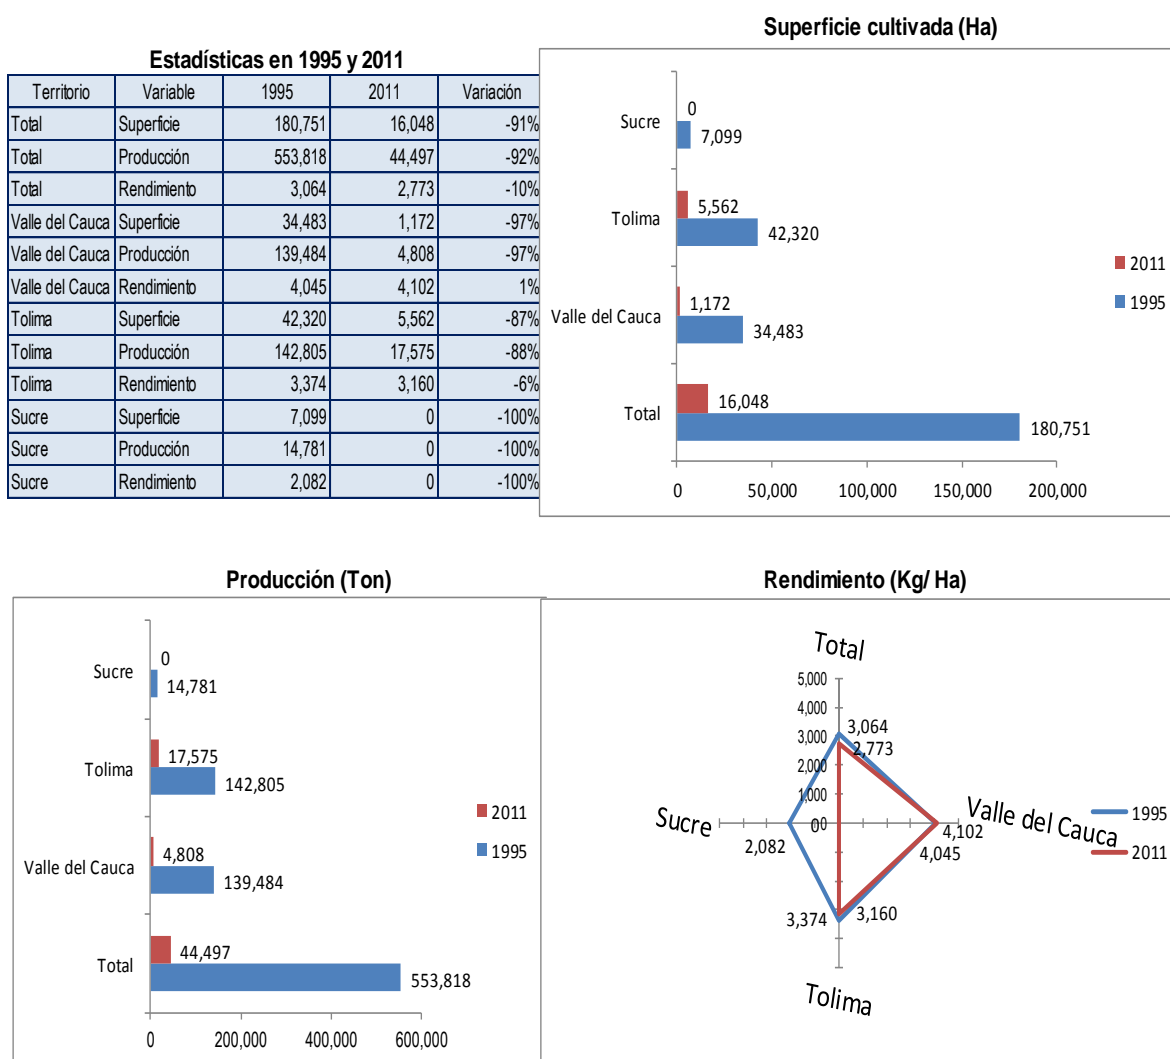 Estadísticas en 1995 y 2011
Territorio Variable 1995 2011 Variación
Total Superficie 180,751 16,048 -91%
Total Producción 553,818 44,497 -92%
Total Rendimiento 3,064 2,773 -10%
Valle del Cauca Superficie 34,483 1,172 -97%
Valle del Cauca Producción 139,484 4,808 -97%
Valle del Cauca Rendimiento 4,045 4,102 1%
Tolima Superficie 42,320 5,562 -87%
Tolima Producción 142,805 17,575 -88%
Tolima Rendimiento 3,374 3,160 -6%
Sucre Superficie 7,099 0 -100%
Sucre Producción 14,781 0 -100%
Sucre Rendimiento 2,082 0 -100%
Superficie cultivada (Ha)
Sucre
0
7,099
Tolima
5,562
42,320
Valle del Cauca
1,172
34,483
Total
16,048
180,751
0 50,000 100,000 150,000 200,000
2011
1995
Producción (Ton)
Sucre
0
14,781
Tolima
17,575
142,805
Valle del Cauca
4,808
139,484
Total
44,497
553,818
0 200,000 400,000 600,000
2011
1995
Rendimiento (Kg/ Ha)
Total
5,000
4,000
3,000
2,000
1,000
0 0
3,064
2,773
Sucre
2,082
Valle del Cauca
4,102
4,045
3,374
3,160
Tolima
1995
2011